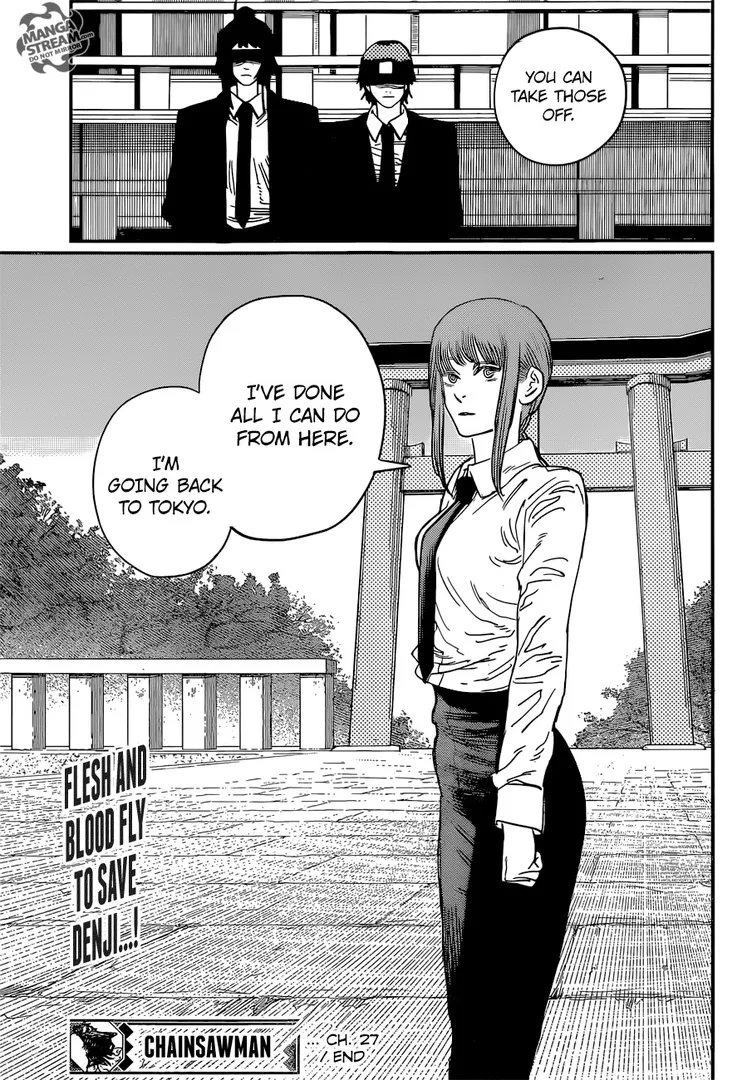 MANGA
STREAM.com
DO NOT MIRROR
YOU CAN
TAKE THOSE
OFF.
I'VE DONE
ALL I CAN DO
FROM HERE.
I'M
GOING BACK
TO TOKYO.
FLESH AND
BLOOD FLY
TO SAVE
DENJI...!
CHAINSAWMAN
... CH. 27
/ END